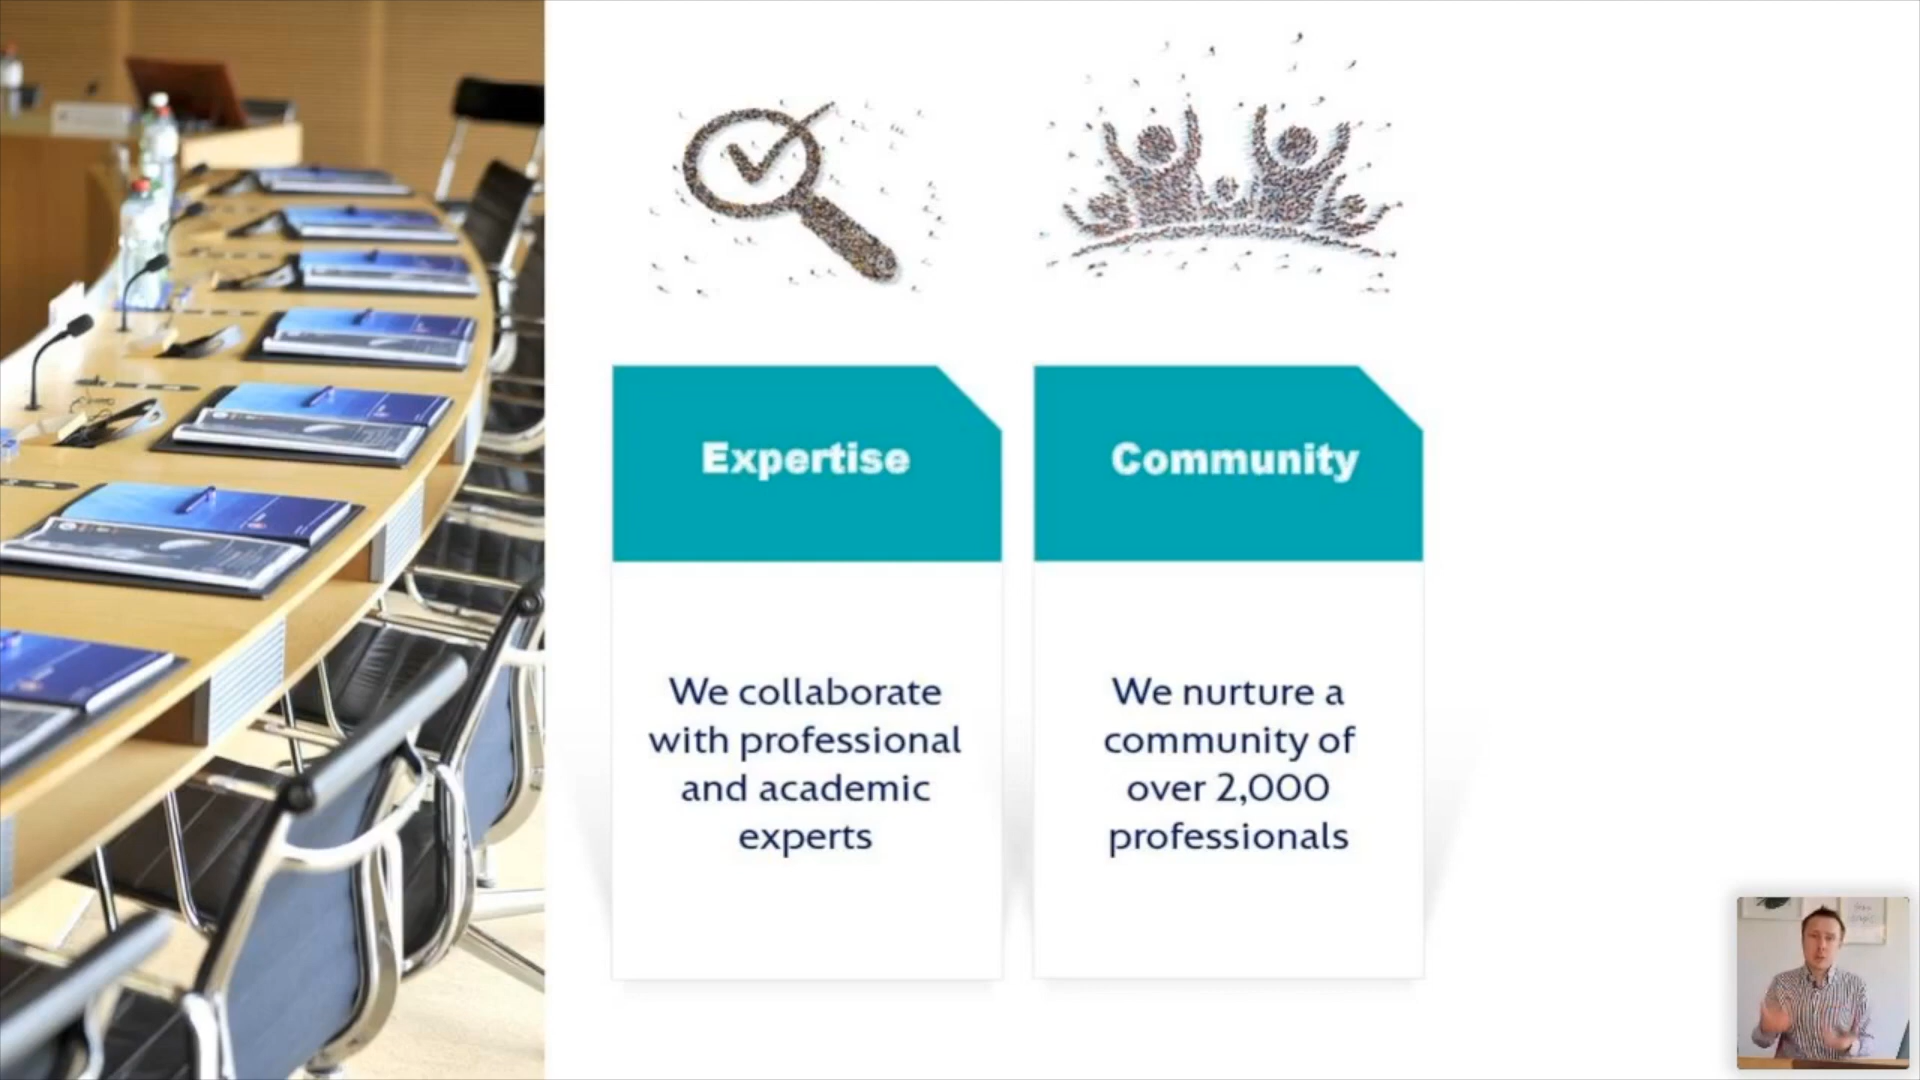 Expertise
We collaborate
with professional
and academic
experts
Community
We nurture a
community of
over 2,000
professionals